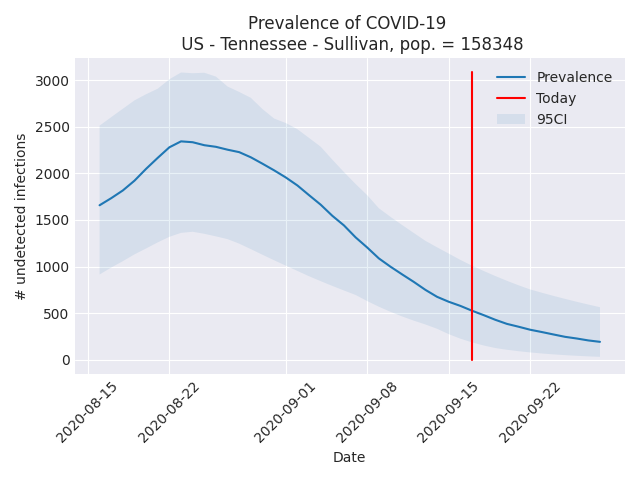 Prevalence of COVID-19
US - Tennessee - Sullivan, pop. = 158348
Prevalence
Today
95CI
# undetected infections
3000
2500
2000
1500
1000
500
0
2020-08-15
2020-08-22
2020-09-01
2020-09-08
2020-09-15
2020-09-22
Date